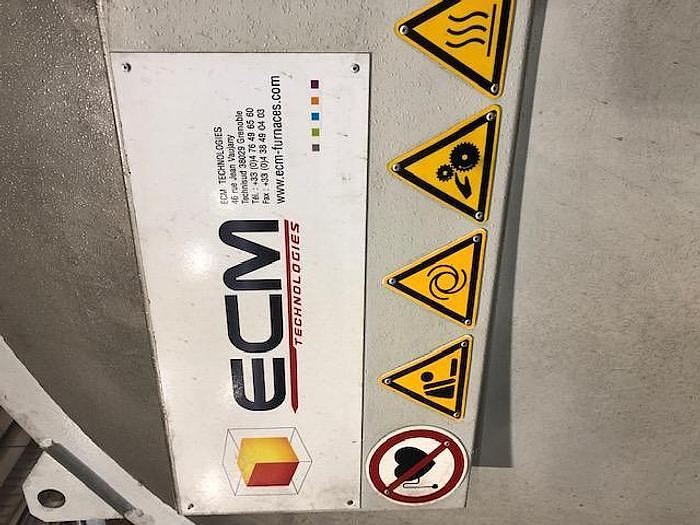 ECM
TECHNOLOGIES
ECM TECHNOLOGIES
46 rue Jean Vaujany
Technisud 38029 Grenoble
Tél. : +33 (0)4 76 49 65 60
Fax : +33 (0)4 38 49 04 03
www.ecm-furnaces.com